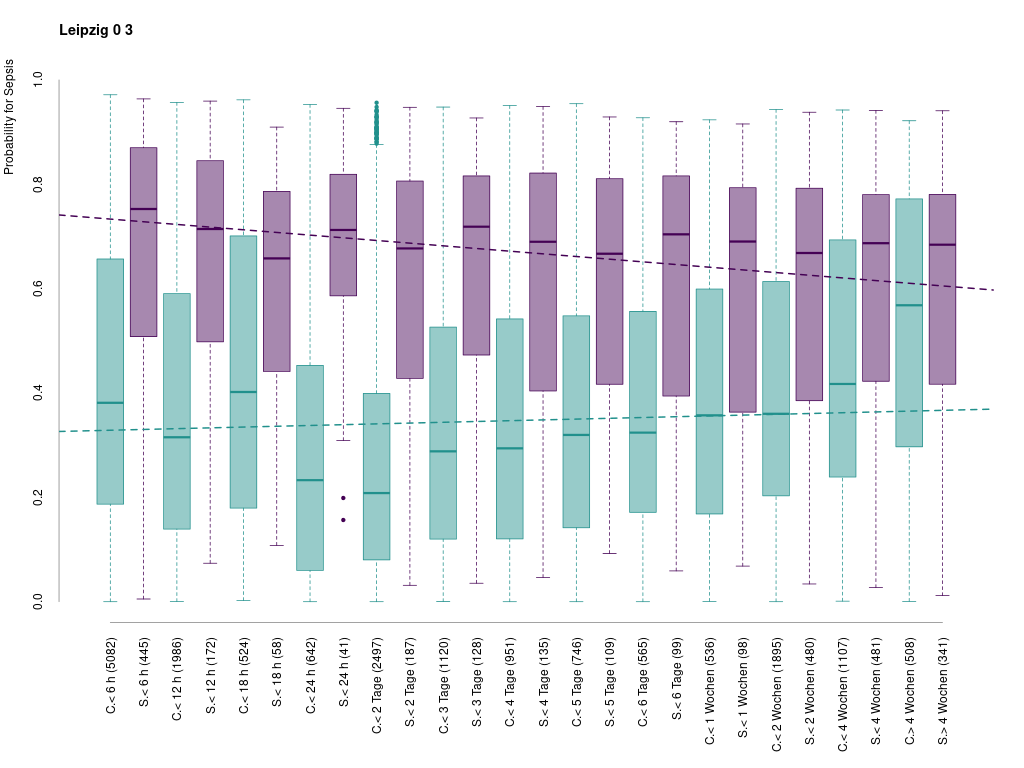 Leipzig 0 3
Probability for Sepsis
1.0
0.8
0.6
0.4
0.2
0.0
C.< 6 h (5082)
S.< 6 h (445)
C.< 12 h (1986)
S.< 12 h (172)
C.< 18 h (524)
S.< 18 h (58)
C.< 24 h (642)
S.< 24 h (41)
C.< 2 Tage (2497)
S.< 2 Tage (187)
C.< 3 Tage (1120)
S.< 3 Tage (128)
C.< 4 Tage (951)
S.< 4 Tage (135)
C.< 5 Tage (746)
S.< 5 Tage (109)
C.< 6 Tage (565)
S.< 6 Tage (99)
C.< 1 Wochen (536)
S.< 1 Wochen (98)
C.< 2 Wochen (1895)
S.< 2 Wochen (480)
C.< 4 Wochen (1107)
S.< 4 Wochen (481)
C.> 4 Wochen (508)
S.> 4 Wochen (341)